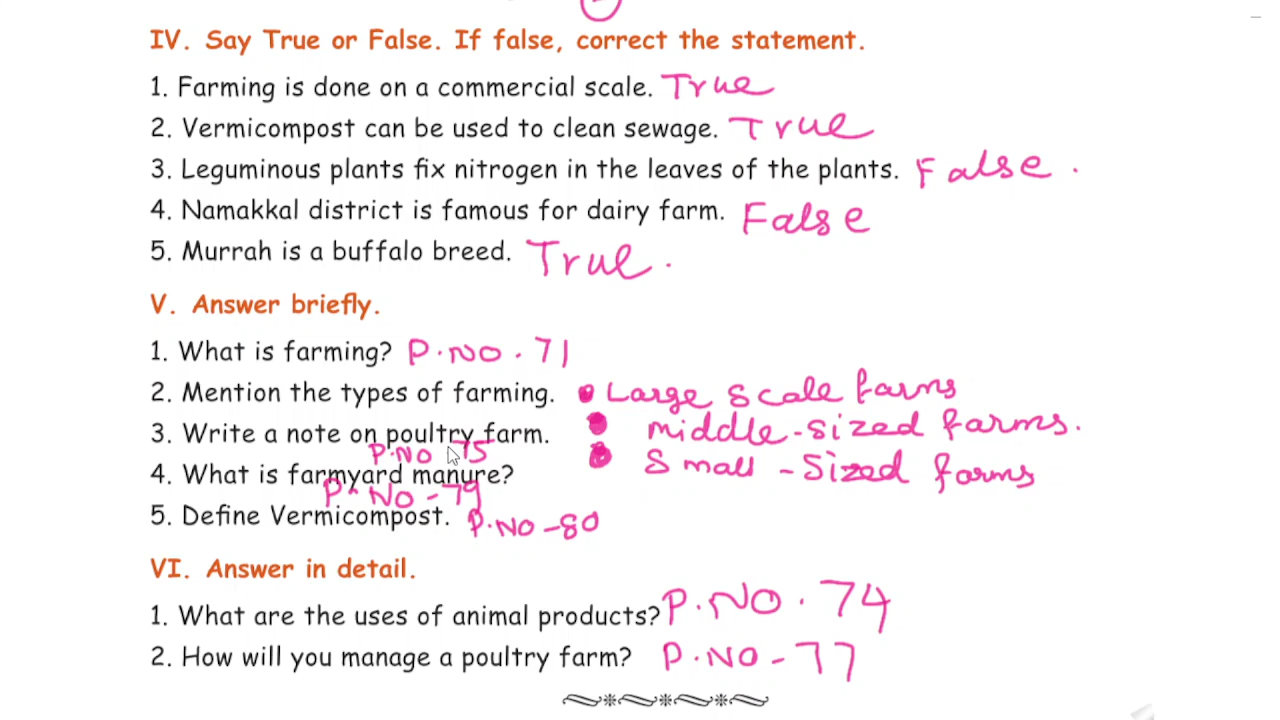 IV. Say True or False. If false, correct the statement.
1. Farming is done on a commercial scale. True
2. Vermicompost can be used to clean sewage. True
3. Leguminous plants fix nitrogen in the leaves of the plants. False.
4. Namakkal district is famous for dairy farm. False
5. Murrah is a buffalo breed. True.
V. Answer briefly.
1. What is farming? P.NO.71
2. Mention the types of farming. • Large scale farms
3. Write a note on poultry farm. • middle-sized farms.
P.NO 75
4. What is farmyard manure? • Small-Sized farms
P-NO-79
5. Define Vermicompost. P.NO-80
VI. Answer in detail.
1. What are the uses of animal products? P.NO.74
2. How will you manage a poultry farm? P.NO-77